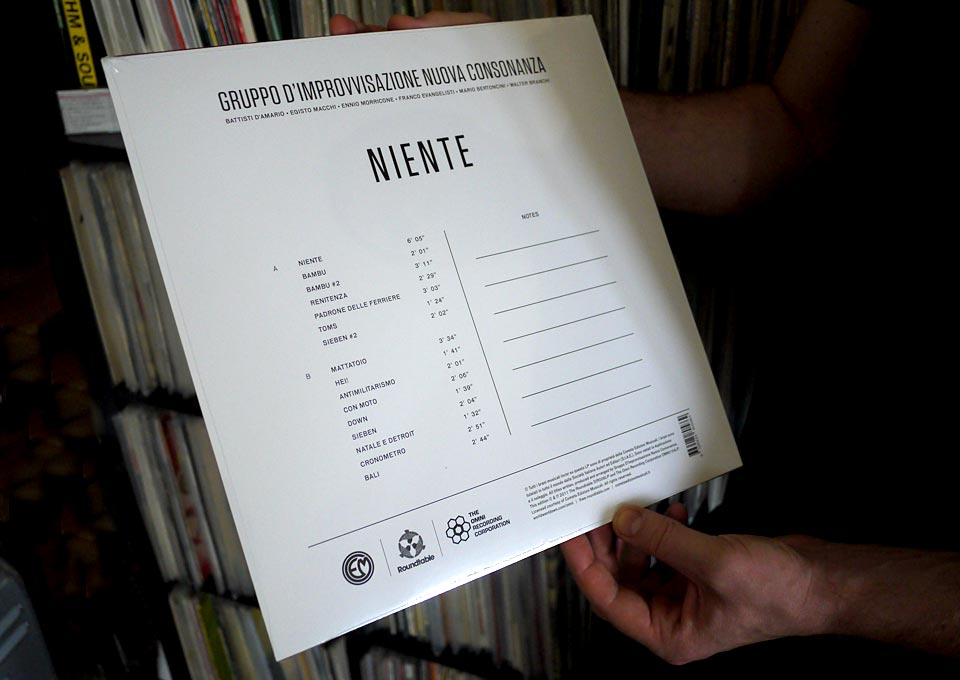 HM & SOU
GRUPPO D'IMPROVVISAZIONE NUOVA CONSONANZA
BATTISTI D'AMARIO • EGISTO MACCHI • ENNIO MORRICONE • FRANCO EVANGELISTI • MARIO BERTONCINI • WALTER BRANCHI
NIENTE
NOTES
A NIENTE 6' 05"
BAMBU 2' 01"
BAMBU #2 3' 11"
RENITENZA 2' 29"
PADRONE DELLE FERRIERE 3' 03"
TOMS 1' 24"
SIEBEN #2 2' 02"
B MATTATOIO 3' 34"
HEI! 1' 41"
ANTIMILITARISMO 2' 01"
CON MOTO 2' 06"
DOWN 1' 39"
SIEBEN 2' 04"
NATALE E DETROIT 1' 32"
CRONOMETRO 2' 51"
BALI 2' 44"
EM
Roundtable
THE
OMNI
RECORDING
CORPORATION